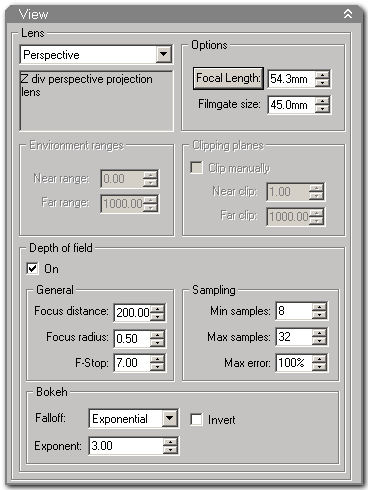 View
Lens
Perspective
Z div perspective projection
lens
Options
Focal Length: 54.3mm
Filmgate size: 45.0mm
Environment ranges
Near range: 0.00
Far range: 1000.00
Clipping planes
Clip manually
Near clip: 1.00
Far clip: 1000.00
Depth of field
On
General
Focus distance: 200.00
Focus radius: 0.50
F-Stop: 7.00
Sampling
Min samples: 8
Max samples: 32
Max error: 100%
Bokeh
Falloff: Exponential
Invert
Exponent: 3.00